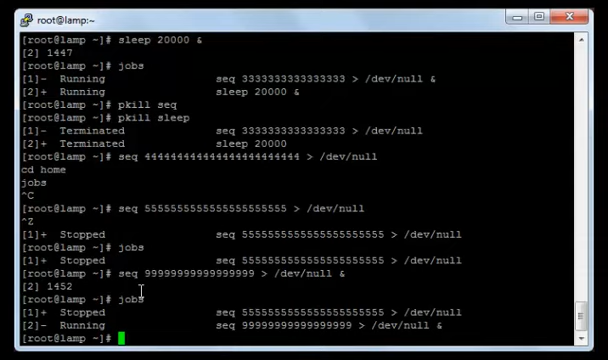 root@lamp:~
[root@lamp ~]# sleep 20000 &
[2] 1447
[root@lamp ~]# jobs
[1]-  Running                 seq 3333333333333333 > /dev/null &
[2]+  Running                 sleep 20000 &
[root@lamp ~]# pkill seq
[root@lamp ~]# pkill sleep
[1]-  Terminated              seq 3333333333333333 > /dev/null
[2]+  Terminated              sleep 20000
[root@lamp ~]# seq 444444444444444444444444 > /dev/null
cd home
jobs
^C
[root@lamp ~]# seq 5555555555555555555555 > /dev/null
^Z
[1]+  Stopped                 seq 5555555555555555555555 > /dev/null
[root@lamp ~]# jobs
[1]+  Stopped                 seq 5555555555555555555555 > /dev/null
[root@lamp ~]# seq 99999999999999999 > /dev/null &
[2] 1452
[root@lamp ~]# jobs
[1]+  Stopped                 seq 5555555555555555555555 > /dev/null
[2]-  Running                 seq 99999999999999999 > /dev/null &
[root@lamp ~]#